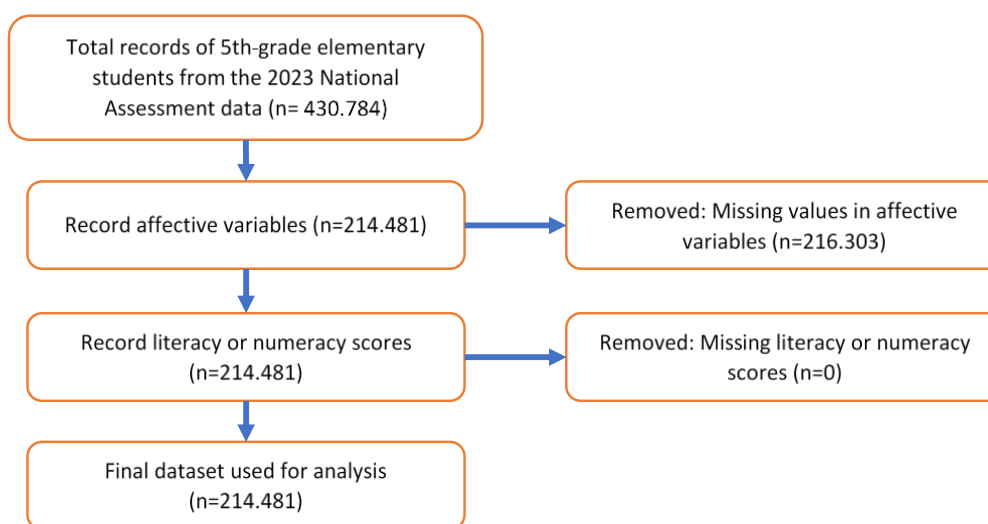 Total records of 5th-grade elementary
students from the 2023 National
Assessment data (n= 430.784)
Record affective variables (n=214.481)
Removed: Missing values in affective
variables (n=216.303)
Record literacy or numeracy scores
(n=214.481)
Removed: Missing literacy or numeracy
scores (n=0)
Final dataset used for analysis
(n=214.481)